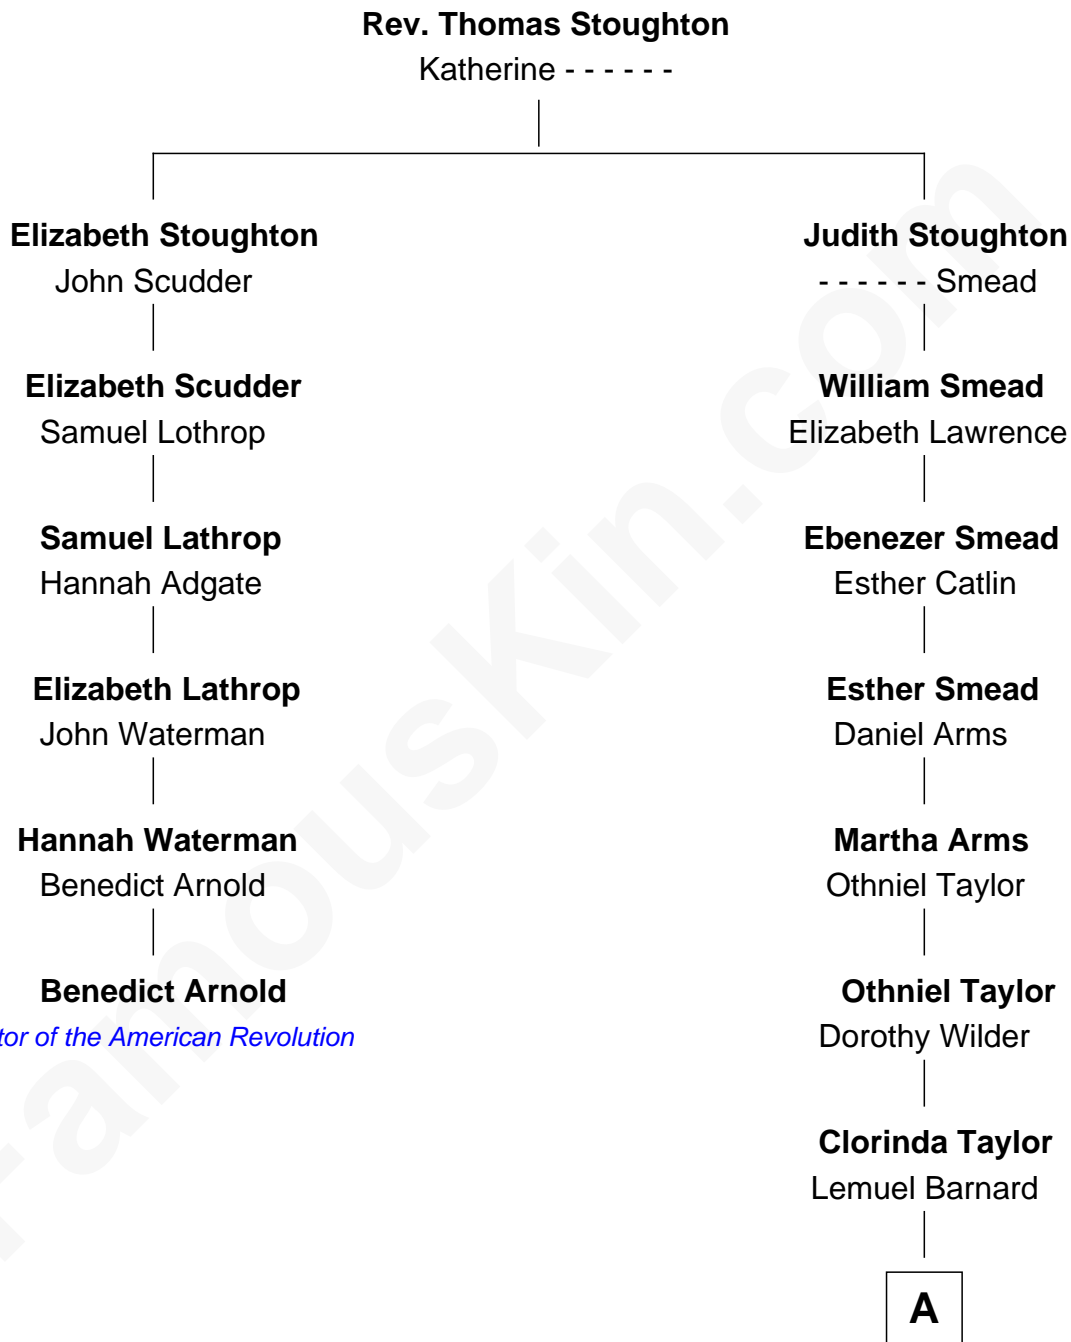 Rev. Thomas Stoughton
Katherine - - - - - -
Elizabeth Stoughton
John Scudder
Judith Stoughton
- - - - - - Smead
Elizabeth Scudder
Samuel Lothrop
William Smead
Elizabeth Lawrence
Samuel Lathrop
Hannah Adgate
Ebenezer Smead
Esther Catlin
Elizabeth Lathrop
John Waterman
Esther Smead
Daniel Arms
Hannah Waterman
Benedict Arnold
Martha Arms
Othniel Taylor
Benedict Arnold
of the American Revolution
Othniel Taylor
Dorothy Wilder
Clorinda Taylor
Lemuel Barnard
A
FamousKin.com